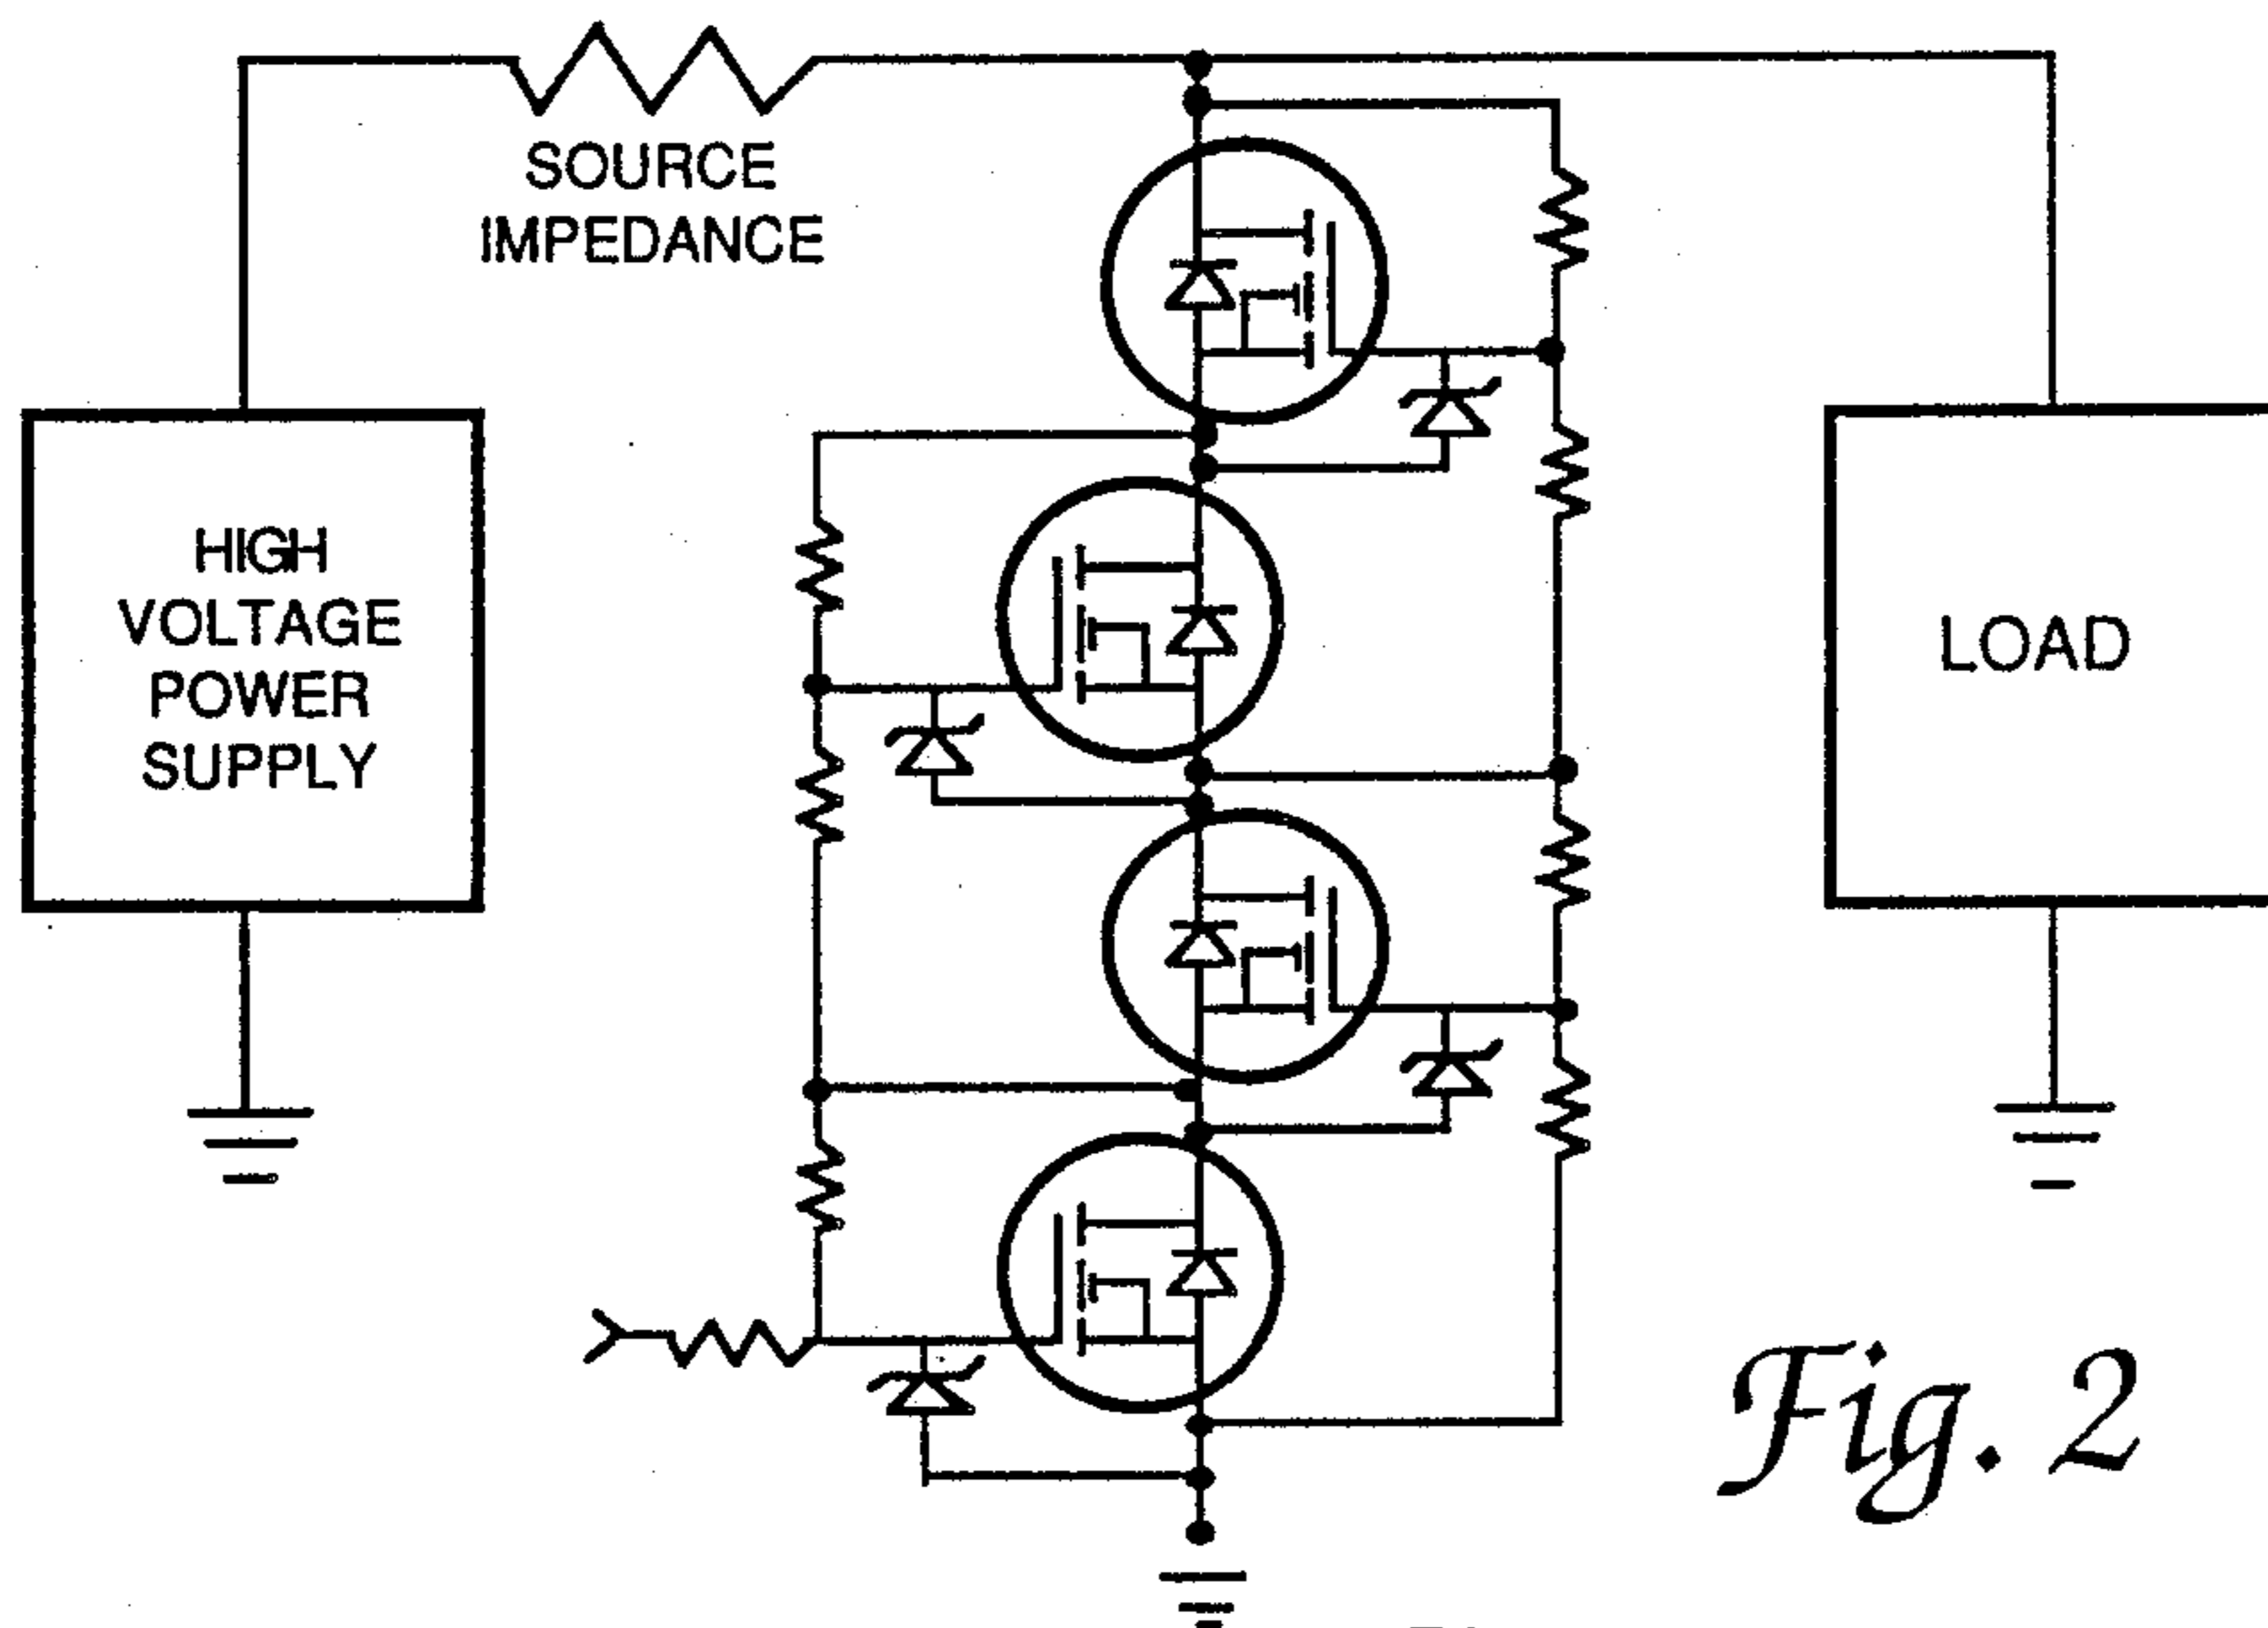 SOURCE
IMPEDANCE
HIGH
VOLTAGE
POWER
SUPPLY
LOAD
Fig. 2